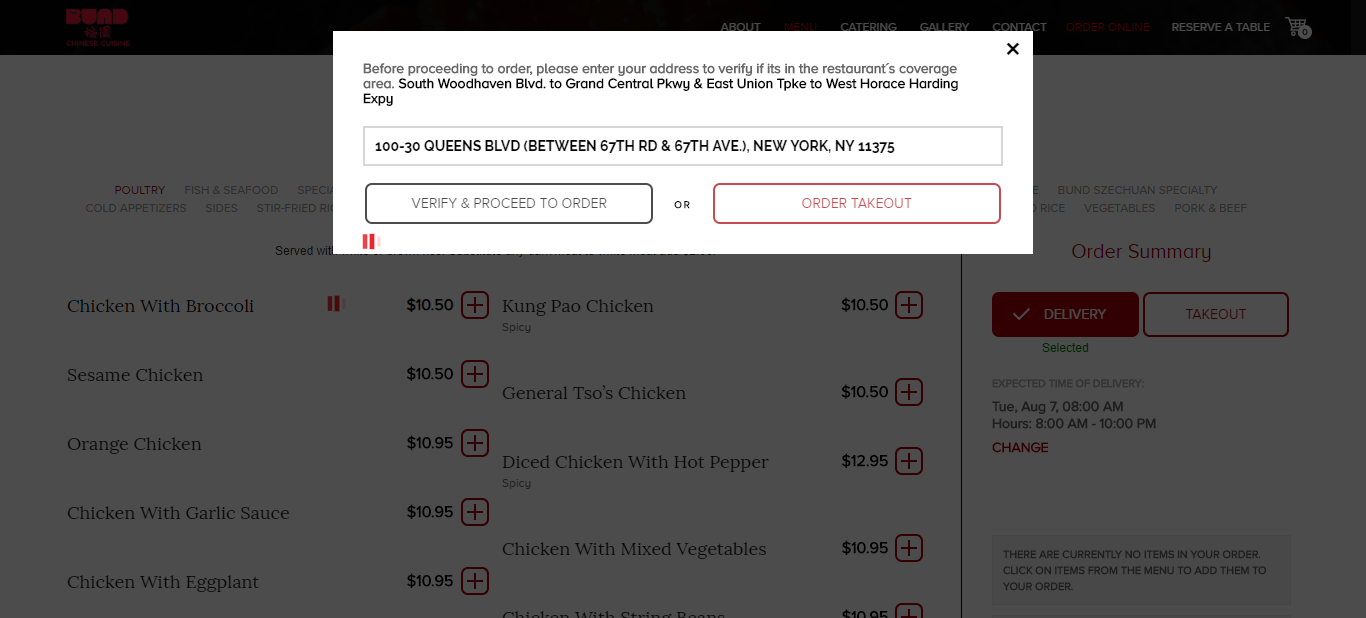 BUND
CHINESE CUISINE
ABOUT MENU CATERING GALLERY CONTACT ORDER ONLINE RESERVE A TABLE 0
Before proceeding to order, please enter your address to verify if its in the restaurant´s coverage
area. South Woodhaven Blvd. to Grand Central Pkwy & East Union Tpke to West Horace Harding
Expy
100-30 QUEENS BLVD (BETWEEN 67TH RD & 67TH AVE.), NEW YORK, NY 11375
VERIFY & PROCEED TO ORDER OR ORDER TAKEOUT
POULTRY FISH & SEAFOOD BUND SZECHUAN SPECIALTY
COLD APPETIZERS SIDES STIR-FRIED RICE VEGETABLES PORK & BEEF
Served
Order Summary
Chicken With Broccoli $10.50 Kung Pao Chicken $10.50
Spicy
DELIVERY TAKEOUT
Selected
Sesame Chicken $10.50
General Tso’s Chicken $10.50
EXPECTED TIME OF DELIVERY:
Tue, Aug 7, 08:00 AM
Hours: 8:00 AM - 10:00 PM
CHANGE
Orange Chicken $10.95
Diced Chicken With Hot Pepper $12.95
Spicy
Chicken With Garlic Sauce $10.95
Chicken With Mixed Vegetables $10.95
Chicken With Eggplant $10.95
THERE ARE CURRENTLY NO ITEMS IN YOUR ORDER.
CLICK ON ITEMS FROM THE MENU TO ADD THEM TO
YOUR ORDER.
Chicken With String Beans $10.95